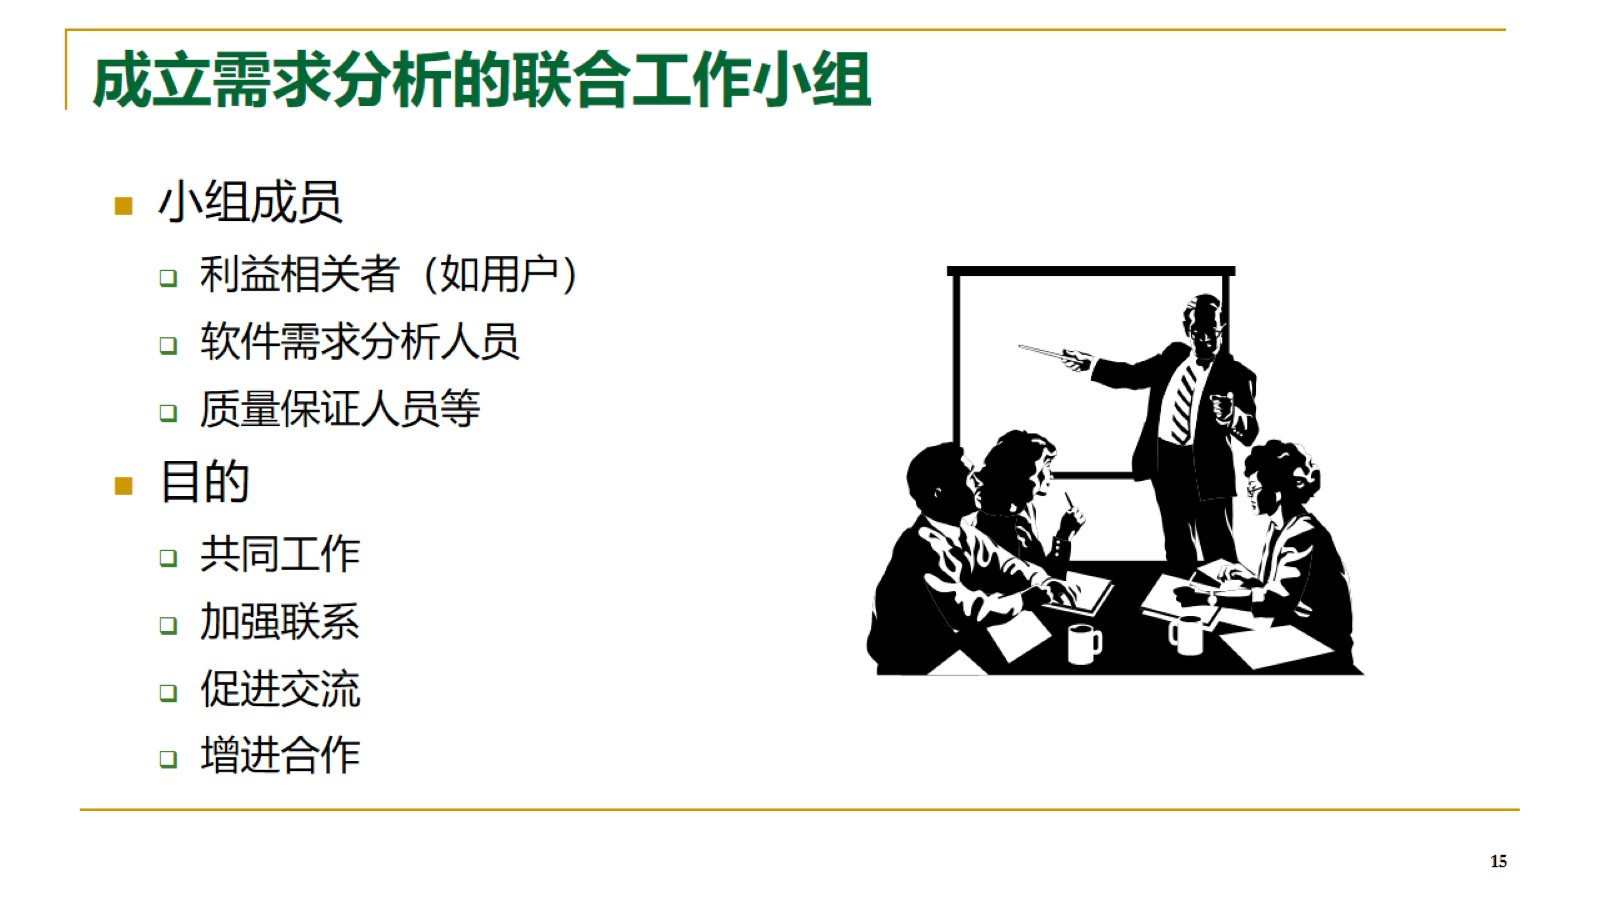 成立需求分析的联合工作小组
小组成员
利益相关者（如用户）
软件需求分析人员
质量保证人员等
目的
共同工作
加强联系
促进交流
增进合作
15